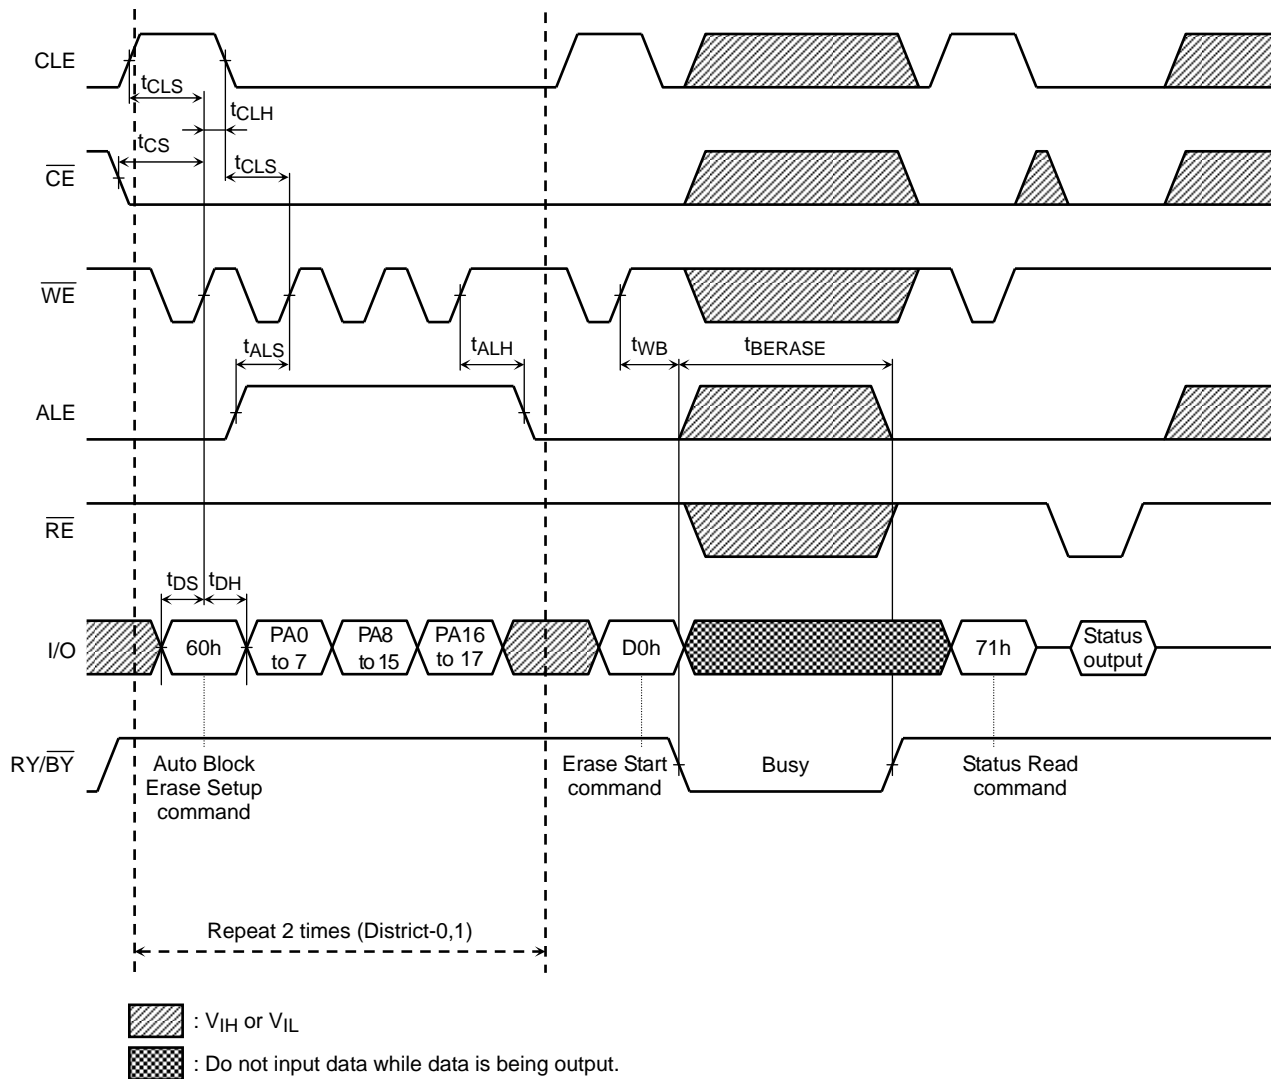 CLE
tCLS
tCLH
tCS
tCLS
CE
WE
tALS
tALH
tWB
tBERASE
ALE
RE
tDS
tDH
I/O
60h
PA0
to 7
PA8
to 15
PA16
to 17
D0h
71h
Status
output
RY/BY
Auto Block
Erase Setup
command
Erase Start
command
Busy
Status Read
command
Repeat 2 times (District-0,1)
: VIH or VIL
: Do not input data while data is being output.